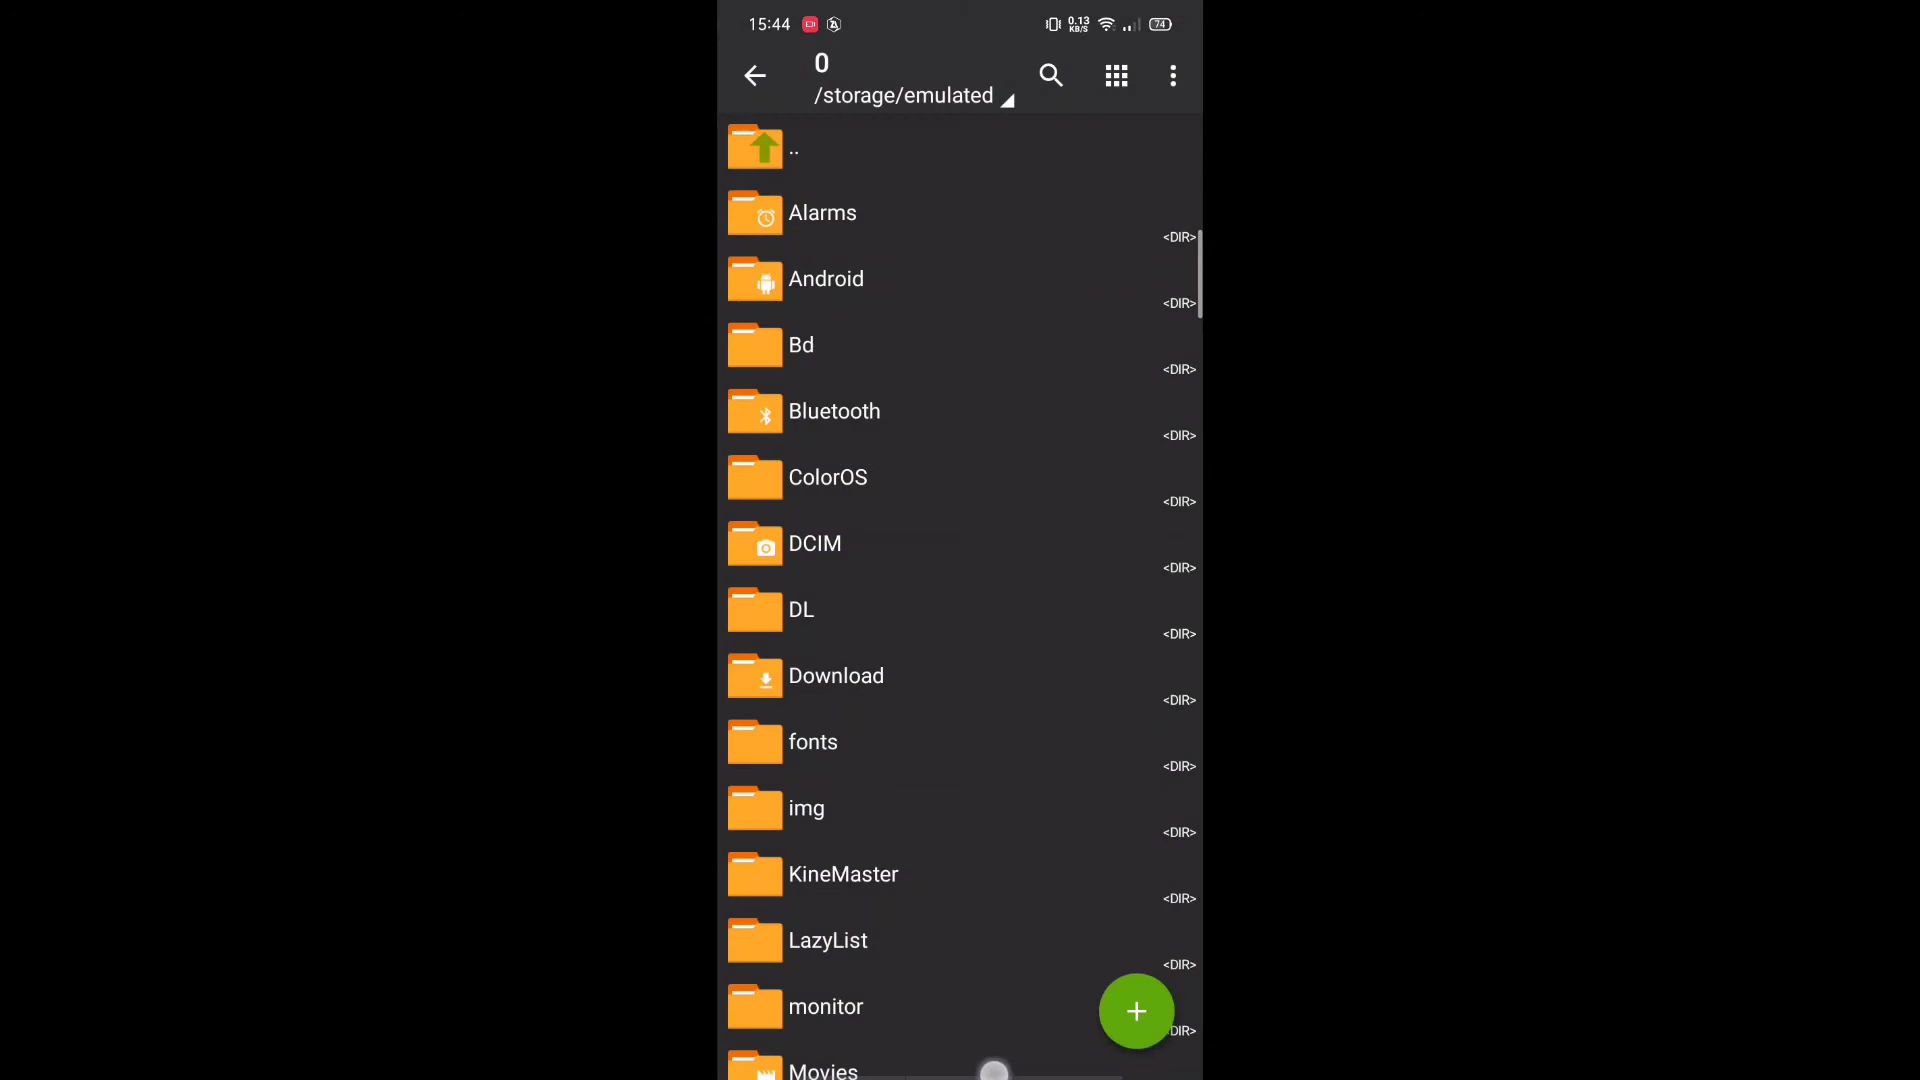 15:44
0.13
KB/S
74
0
/storage/emulated
..
Alarms
<DIR>
Android
<DIR>
Bd
<DIR>
Bluetooth
<DIR>
ColorOS
<DIR>
DCIM
<DIR>
DL
<DIR>
Download
<DIR>
fonts
<DIR>
img
<DIR>
KineMaster
<DIR>
LazyList
<DIR>
monitor
DIR>
Movies